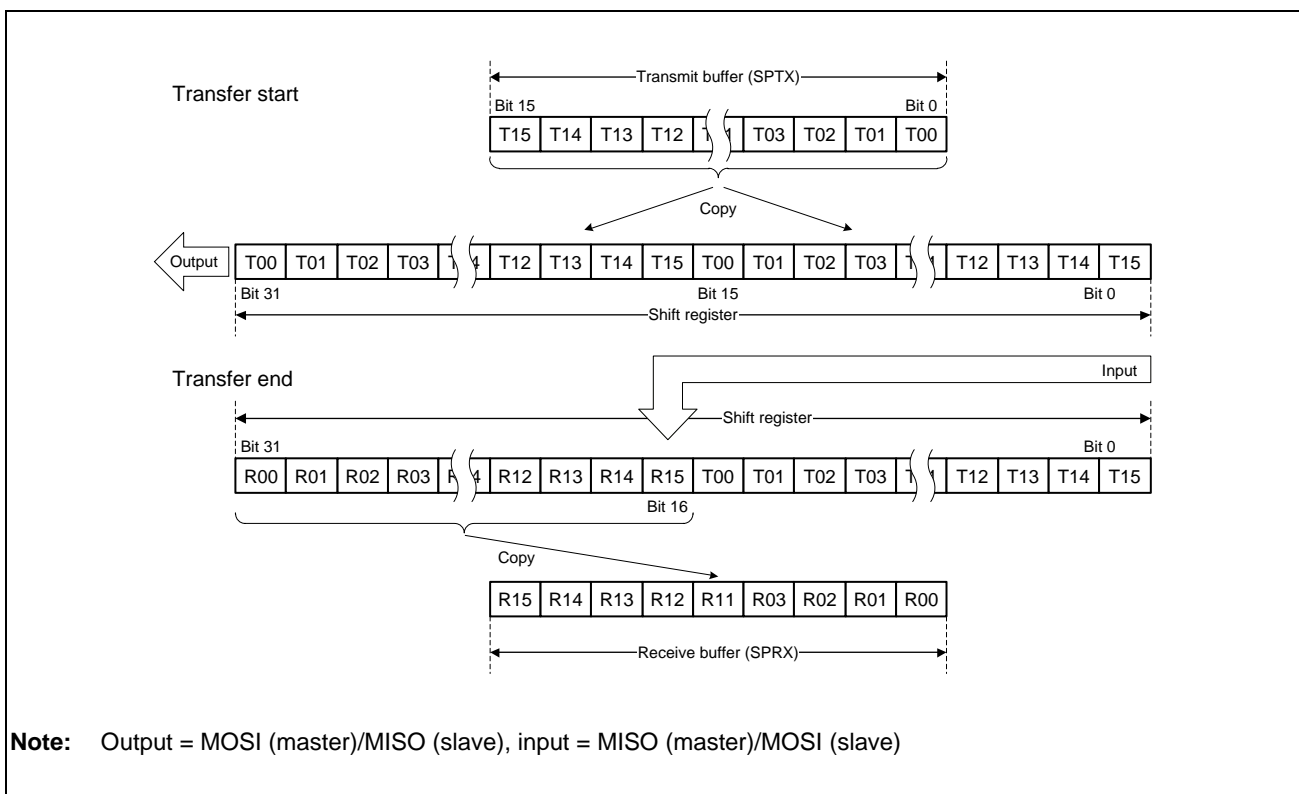 Transmit buffer (SPTX)
Transfer start
Bit 15 Bit 0
T15 T14 T13 T12 T03 T02 T01 T00
Copy
Output T00 T01 T02 T03 T12 T13 T14 T15 T00 T01 T02 T03 T12 T13 T14 T15
Bit 31 Bit 15 Bit 0
Shift register
Transfer end
Input
Shift register
Bit 31 Bit 0
R00 R01 R02 R03 R12 R13 R14 R15 T00 T01 T02 T03 T12 T13 T14 T15
Bit 16
Copy
R15 R14 R13 R12 R11 R03 R02 R01 R00
Receive buffer (SPRX)
Note: Output = MOSI (master)/MISO (slave), input = MISO (master)/MOSI (slave)